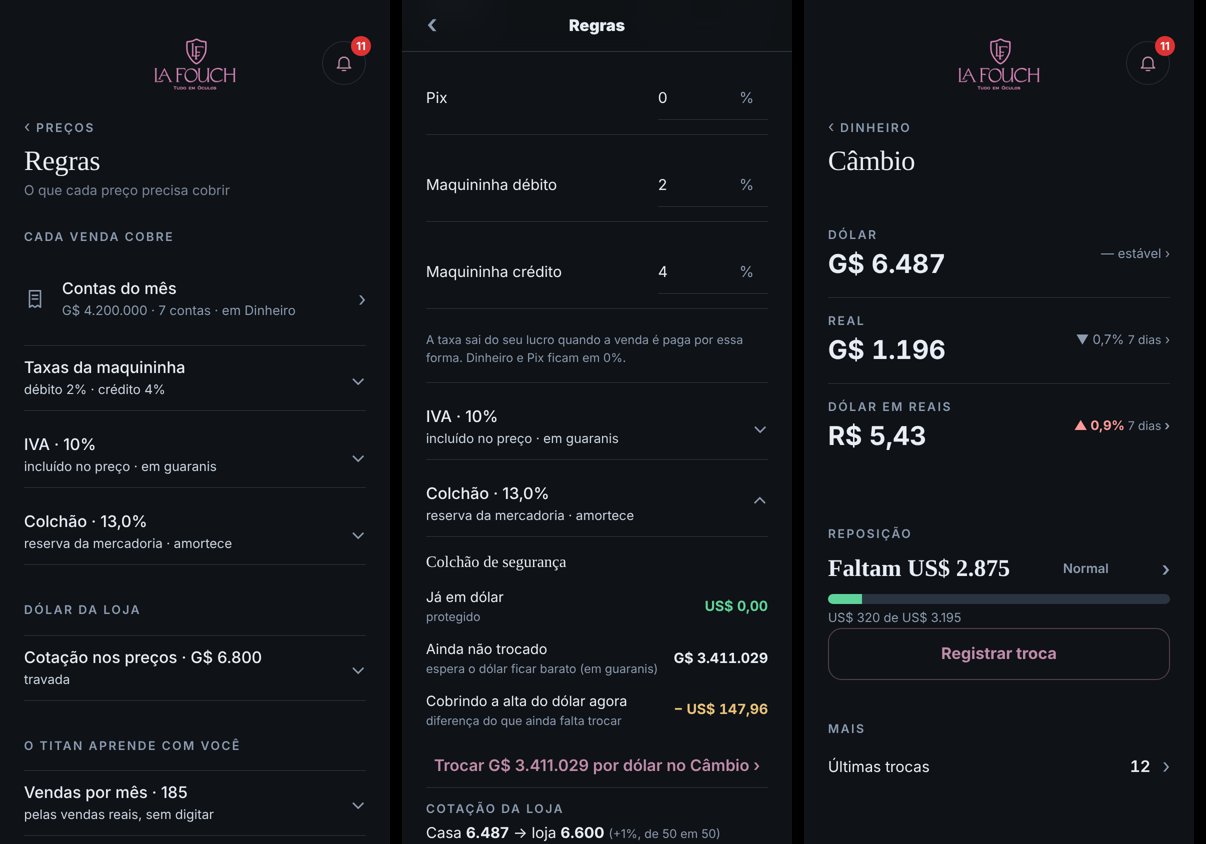 LF
LA FOUCH
TUDO EM ÓCULOS
11
‹ PREÇOS
Regras
O que cada preço precisa cobrir
CADA VENDA COBRE
Contas do mês
G$ 4.200.000 · 7 contas · em Dinheiro
Taxas da maquininha
débito 2% · crédito 4%
IVA · 10%
incluído no preço · em guaranis
Colchão · 13,0%
reserva da mercadoria · amortece
DÓLAR DA LOJA
Cotação nos preços · G$ 6.800
travada
O TITAN APRENDE COM VOCÊ
Vendas por mês · 185
pelas vendas reais, sem digitar
Regras
Pix 0 %
Maquininha débito 2 %
Maquininha crédito 4 %
A taxa sai do seu lucro quando a venda é paga por essa
forma. Dinheiro e Pix ficam em 0%.
IVA · 10%
incluído no preço · em guaranis
Colchão · 13,0%
reserva da mercadoria · amortece
Colchão de segurança
Já em dólar
protegido
US$ 0,00
Ainda não trocado
espera o dólar ficar barato (em guaranis)
G$ 3.411.029
Cobrindo a alta do dólar agora
diferença do que ainda falta trocar
− US$ 147,96
Trocar G$ 3.411.029 por dólar no Câmbio ›
COTAÇÃO DA LOJA
Casa 6.487 → loja 6.600 (+1%, de 50 em 50)
LF
LA FOUCH
TUDO EM ÓCULOS
11
‹ DINHEIRO
Câmbio
DÓLAR
G$ 6.487
— estável ›
REAL
G$ 1.196
▼ 0,7% 7 dias ›
DÓLAR EM REAIS
R$ 5,43
▲ 0,9% 7 dias ›
REPOSIÇÃO
Faltam US$ 2.875 Normal ›
US$ 320 de US$ 3.195
Registrar troca
MAIS
Últimas trocas 12 ›